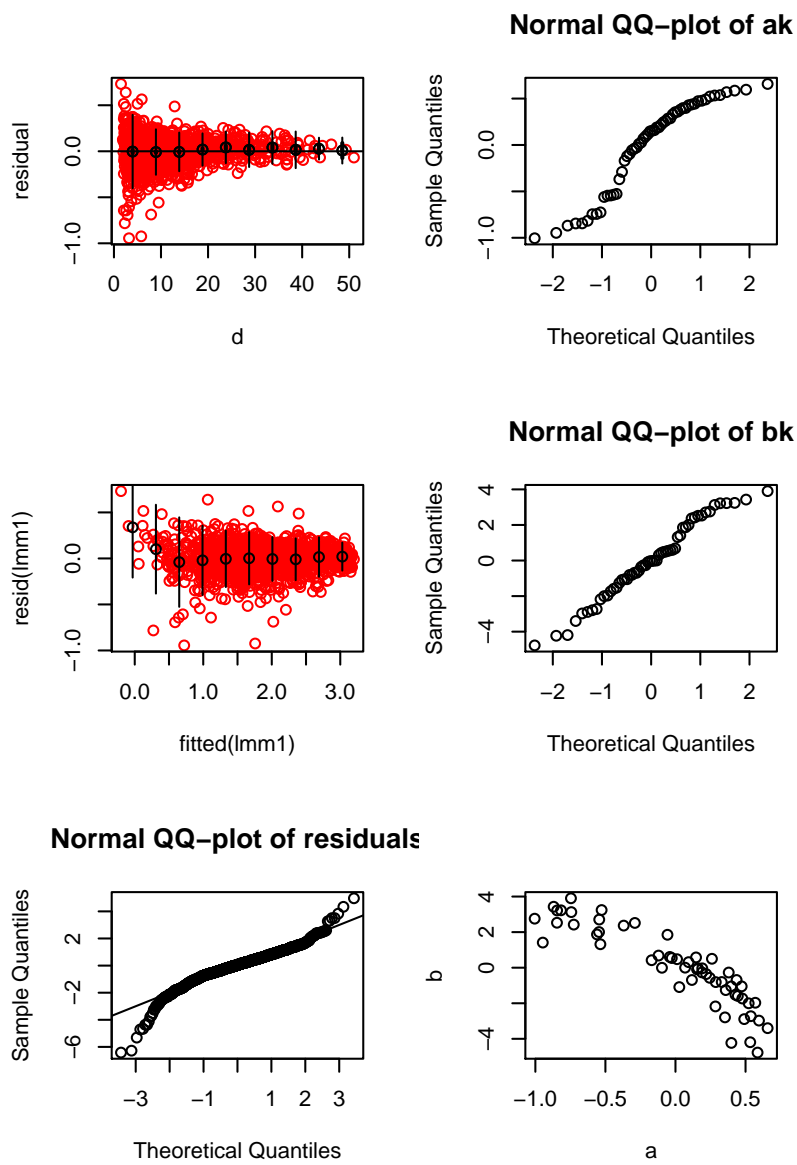 residual
−1.0
0.0
0 10 20 30 40 50
d
Normal QQ−plot of ak
Sample Quantiles
−1.0
0.0
−2 −1 0 1 2
Theoretical Quantiles
resid(lmm1)
−1.0
0.0
0.0 1.0 2.0 3.0
fitted(lmm1)
Normal QQ−plot of bk
Sample Quantiles
−4
0
2
4
−2 −1 0 1 2
Theoretical Quantiles
Normal QQ−plot of residuals
Sample Quantiles
−6
−2
2
−3 −1 1 2 3
Theoretical Quantiles
b
−4
0
2
4
−1.0 −0.5 0.0 0.5
a